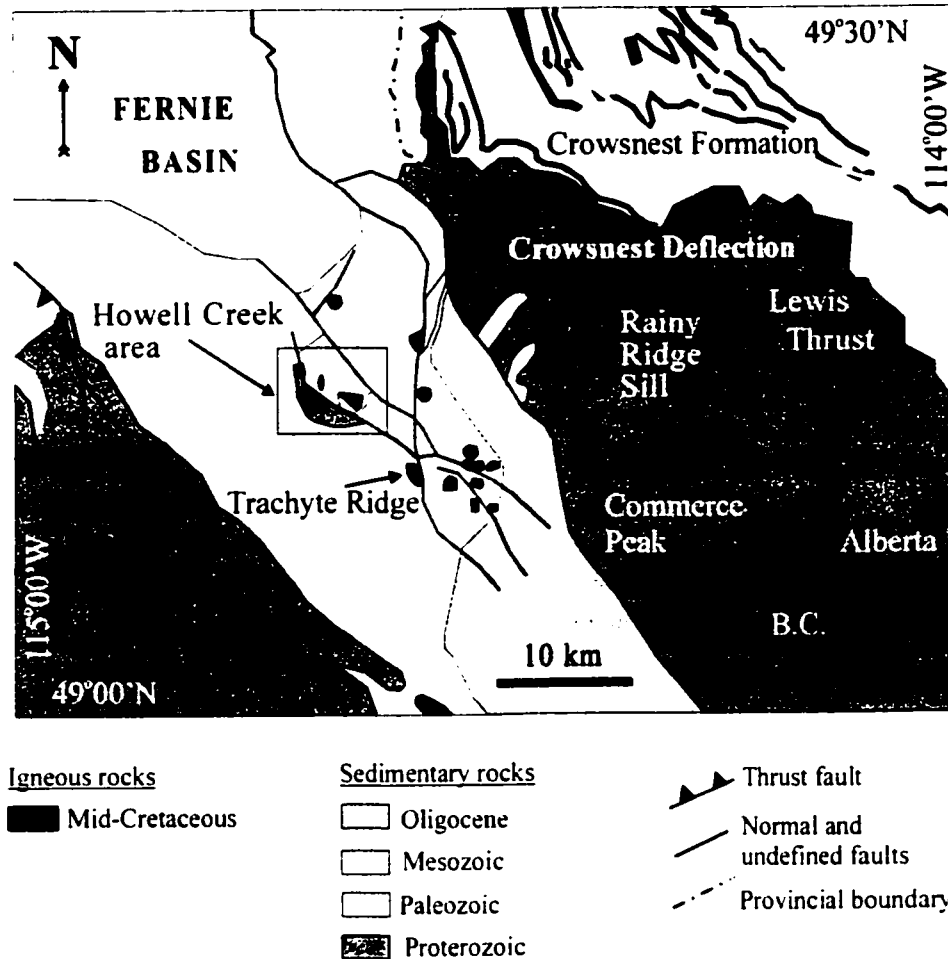 49°30'N
N
FERNIE
BASIN
114°00'W
Crowsnest Formation
Crowsnest Deflection
Howell Creek
area
Rainy
Ridge
Sill
Lewis
Thrust
Trachyte Ridge
Commerce
Peak
Alberta
115°00'W
B.C.
10 km
49°00'N
Igneous rocks
Mid-Cretaceous
Sedimentary rocks
Oligocene
Mesozoic
Paleozoic
Proterozoic
Thrust fault
Normal and
undefined faults
Provincial boundary